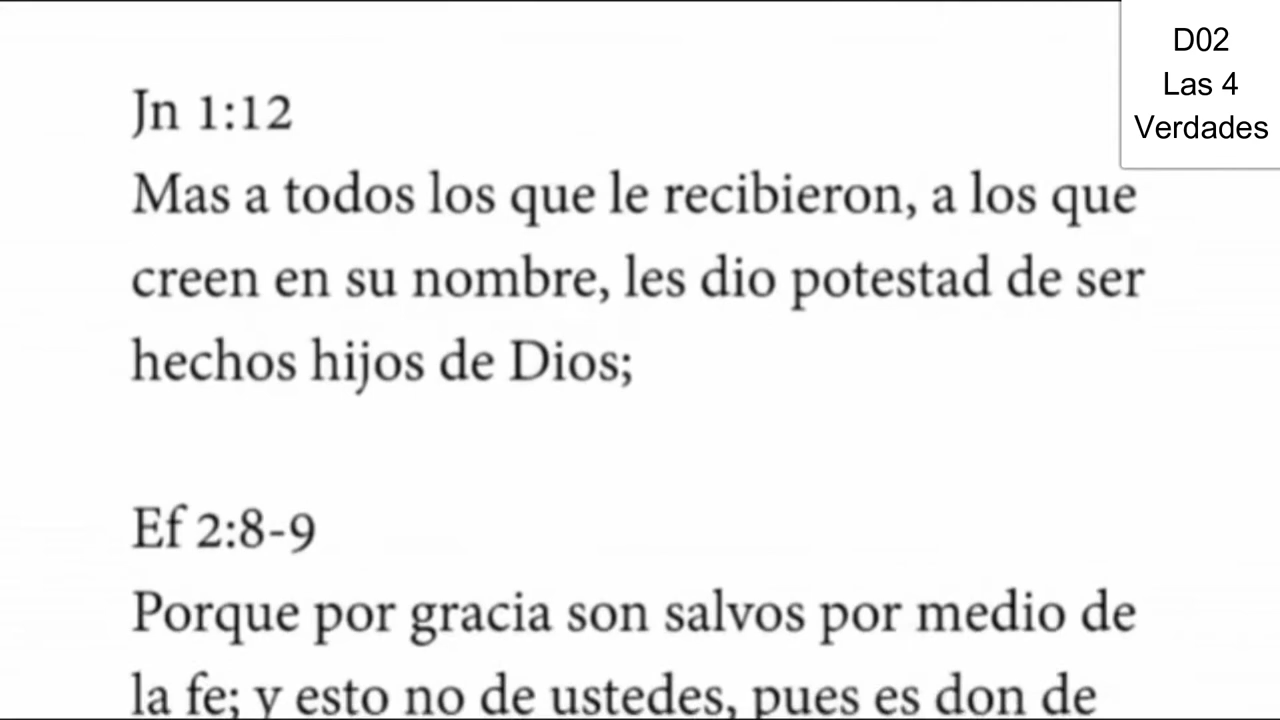 D02
Las 4
Verdades
Jn 1:12
Mas a todos los que le recibieron, a los que
creen en su nombre, les dio potestad de ser
hechos hijos de Dios;
Ef 2:8-9
Porque por gracia son salvos por medio de
la fe; y esto no de ustedes, pues es don de